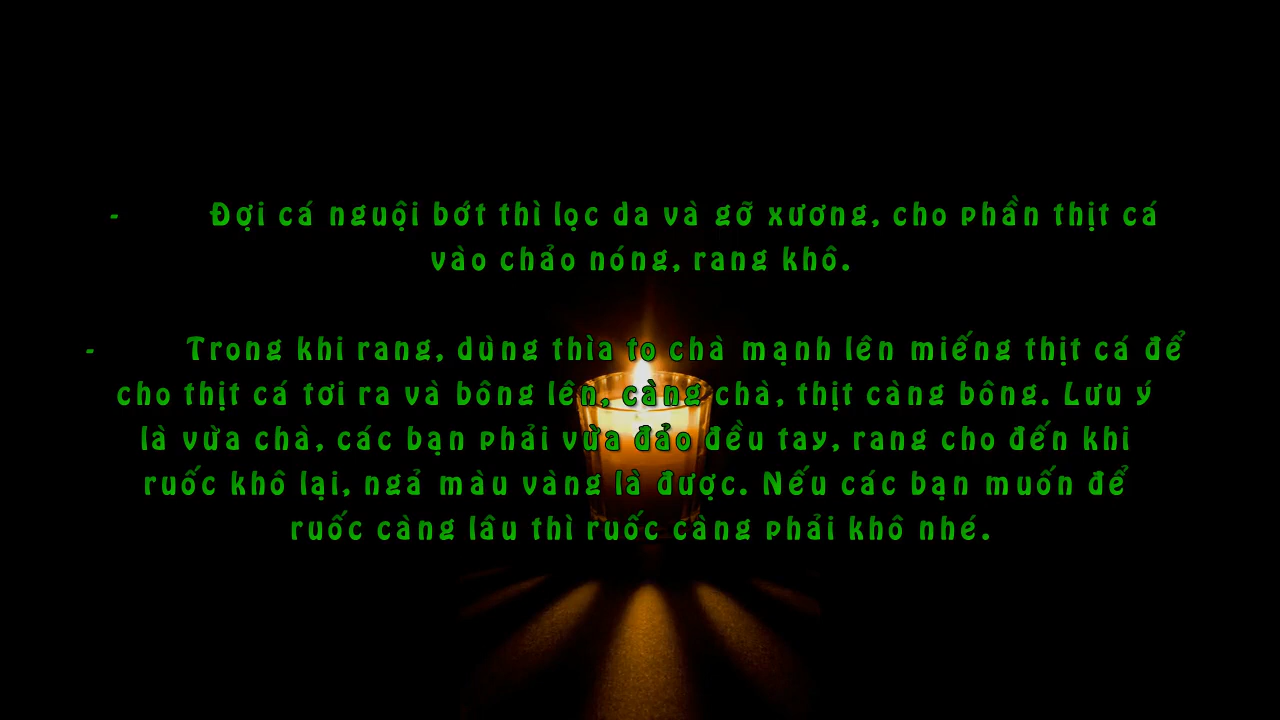 - Đợi cá nguội bớt thì lọc da và gỡ xương, cho phần thịt cá
vào chảo nóng, rang khô.
- Trong khi rang, dùng thìa to chà mạnh lên miếng thịt cá để
cho thịt cá tơi ra và bông lên, càng chà, thịt càng bông. Lưu ý
là vừa chà, các bạn phải vừa đảo đều tay, rang cho đến khi
ruốc khô lại, ngả màu vàng là được. Nếu các bạn muốn để
ruốc càng lâu thì ruốc càng phải khô nhé.